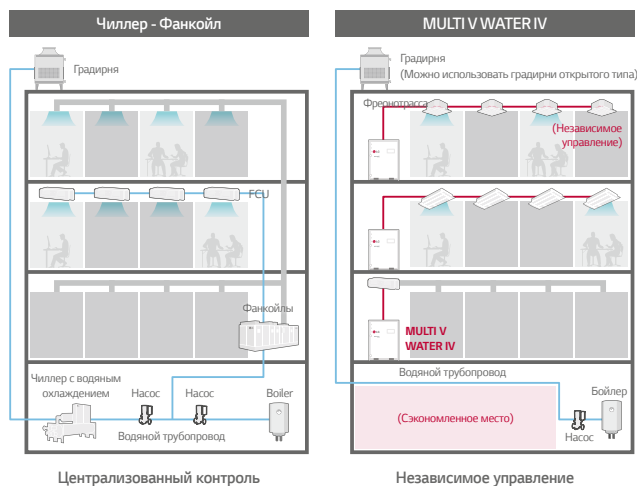 Чиллер - Фанкойл
Градирня
FCU
Фанкойлы
Чиллер с водяным
охлаждением
Насос
Насос
Boiler
Водяной трубопровод
Централизованный контроль
MULTI V WATER IV
Градирня
(Можно использовать градирни открытого типа)
Фреонотрасса
(Независимое
управление)
MULTI V
WATER IV
Водяной трубопровод
Бойлер
(Сэкономленное место)
Насос
Независимое управление